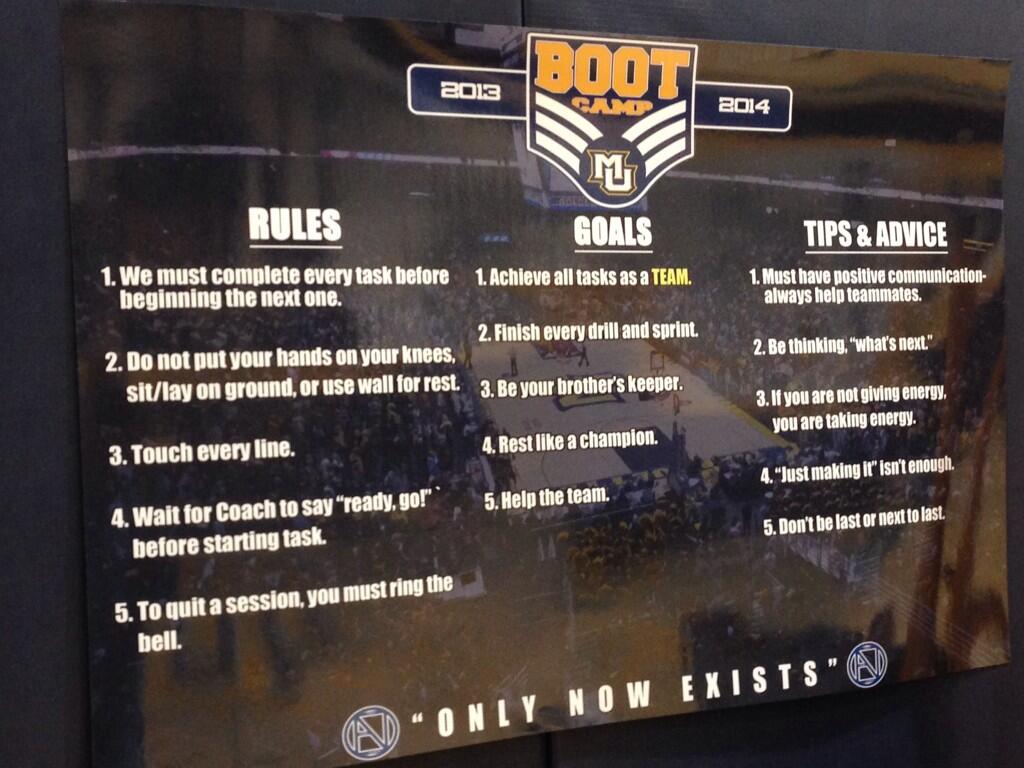 2013
BOOT
CAMP
2014
MU
RULES
1. We must complete every task before
beginning the next one.
2. Do not put your hands on your knees,
sit/lay on ground, or use wall for rest.
3. Touch every line.
4. Wait for Coach to say “ready, go!”
before starting task.
5. To quit a session, you must ring the
bell.
GOALS
1. Achieve all tasks as a TEAM.
2. Finish every drill and sprint.
3. Be your brother's keeper.
4. Rest like a champion.
5. Help the team.
TIPS & ADVICE
1. Must have positive communication-
always help teammates.
2. Be thinking, “what's next.”
3. If you are not giving energy,
you are taking energy.
4. “Just making it” isn't enough.
5. Don't be last or next to last.
“ONLY NOW EXISTS”